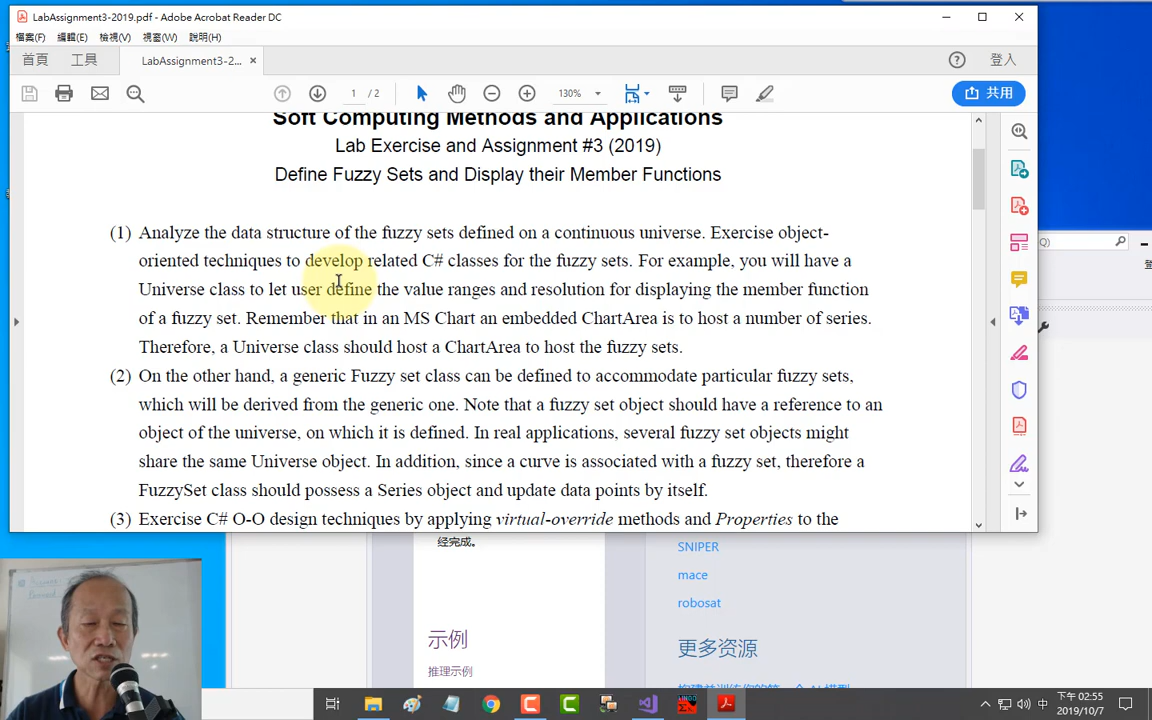 LabAssignment3-2019.pdf - Adobe Acrobat Reader DC
檔案(F) 編輯(E) 檢視(V) 視窗(W) 說明(H)
首頁 工具 LabAssignment3-2... × 登入
1 / 2 130% 共用
Soft Computing Methods and Applications
Lab Exercise and Assignment #3 (2019)
Define Fuzzy Sets and Display their Member Functions
(1) Analyze the data structure of the fuzzy sets defined on a continuous universe. Exercise object-
oriented techniques to develop related C# classes for the fuzzy sets. For example, you will have a
Universe class to let user define the value ranges and resolution for displaying the member function
of a fuzzy set. Remember that in an MS Chart an embedded ChartArea is to host a number of series.
Therefore, a Universe class should host a ChartArea to host the fuzzy sets.
(2) On the other hand, a generic Fuzzy set class can be defined to accommodate particular fuzzy sets,
which will be derived from the generic one. Note that a fuzzy set object should have a reference to an
object of the universe, on which it is defined. In real applications, several fuzzy set objects might
share the same Universe object. In addition, since a curve is associated with a fuzzy set, therefore a
FuzzySet class should possess a Series object and update data points by itself.
(3) Exercise C# O-O design techniques by applying virtual-override methods and Properties to the
Q)
登
经完成。
SNIPER
mace
robosat
示例
更多资源
推理示例
中
下午 02:55
2019/10/7